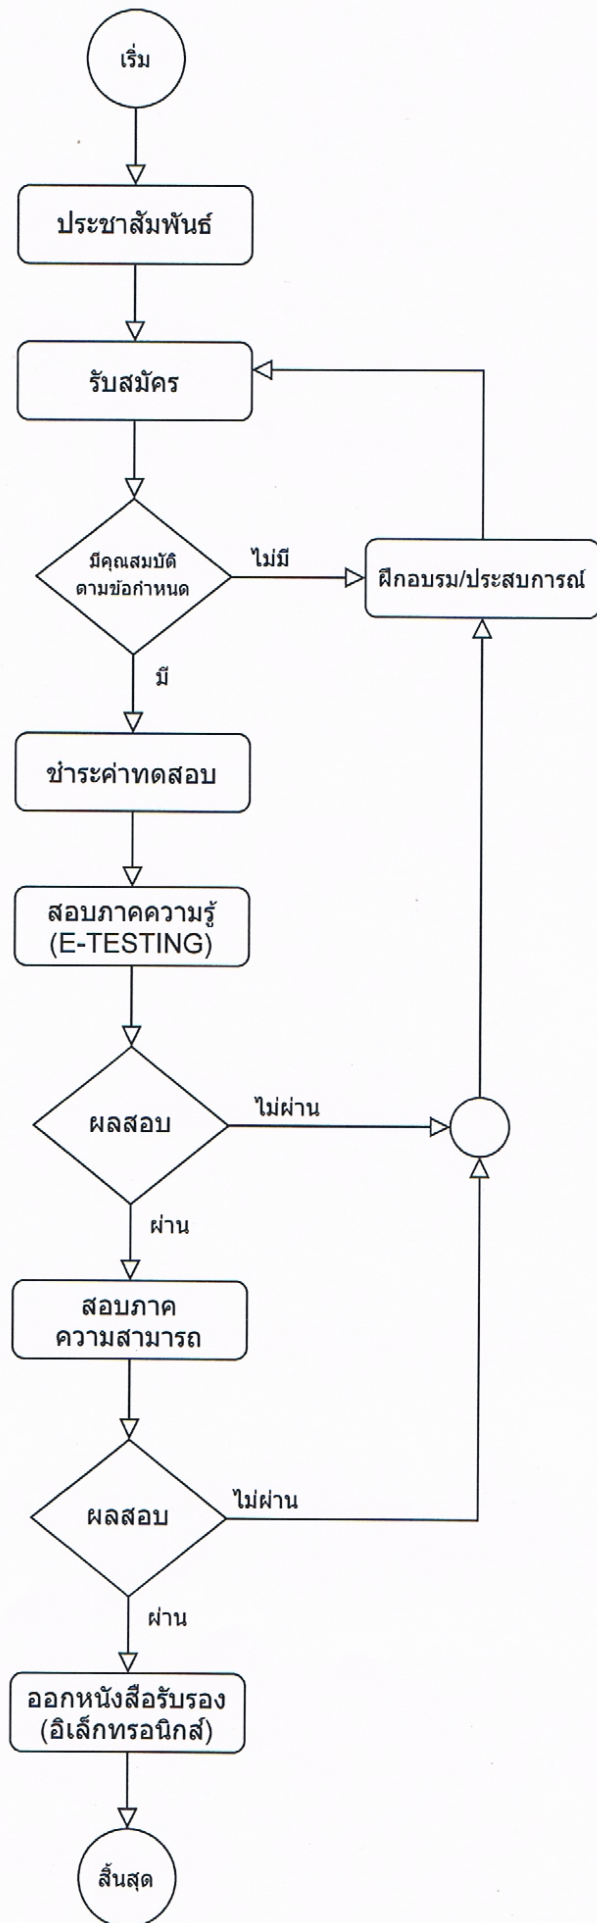 เริ่ม
ประชาสัมพันธ์
รับสมัคร
มีคุณสมบัติ
ตามข้อกำหนด
ไม่มี
ฝึกอบรม/ประสบการณ์
มี
ชำระค่าทดสอบ
สอบภาคความรู้
(E-TESTING)
ผลสอบ
ไม่ผ่าน
ผ่าน
สอบภาค
ความสามารถ
ผลสอบ
ไม่ผ่าน
ผ่าน
ออกหนังสือรับรอง
(อิเล็กทรอนิกส์)
สิ้นสุด